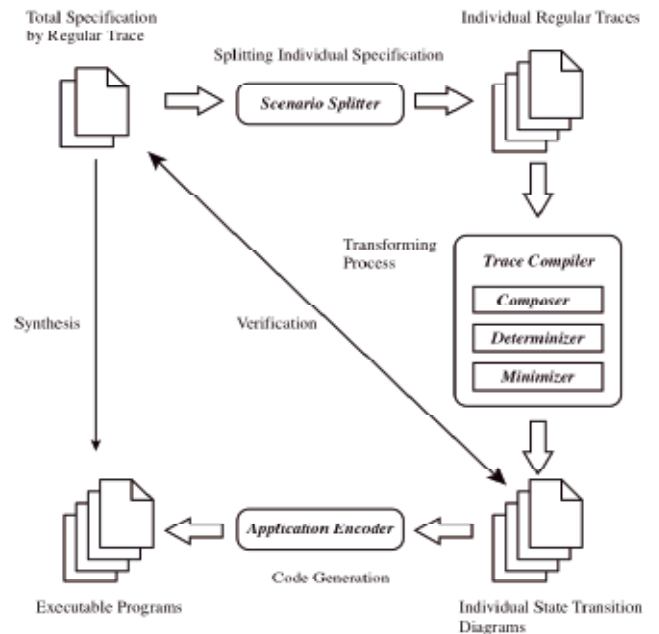 Total Specification
by Regular Trace
Individual Regular Traces
Splitting Individual Specification
Scenario Splitter
Transforming
Process
Trace Compiler
Composer
Determinizer
Minimizer
Synthesis
Verification
Application Encoder
Code Generation
Executable Programs
Individual State Transition
Diagrams